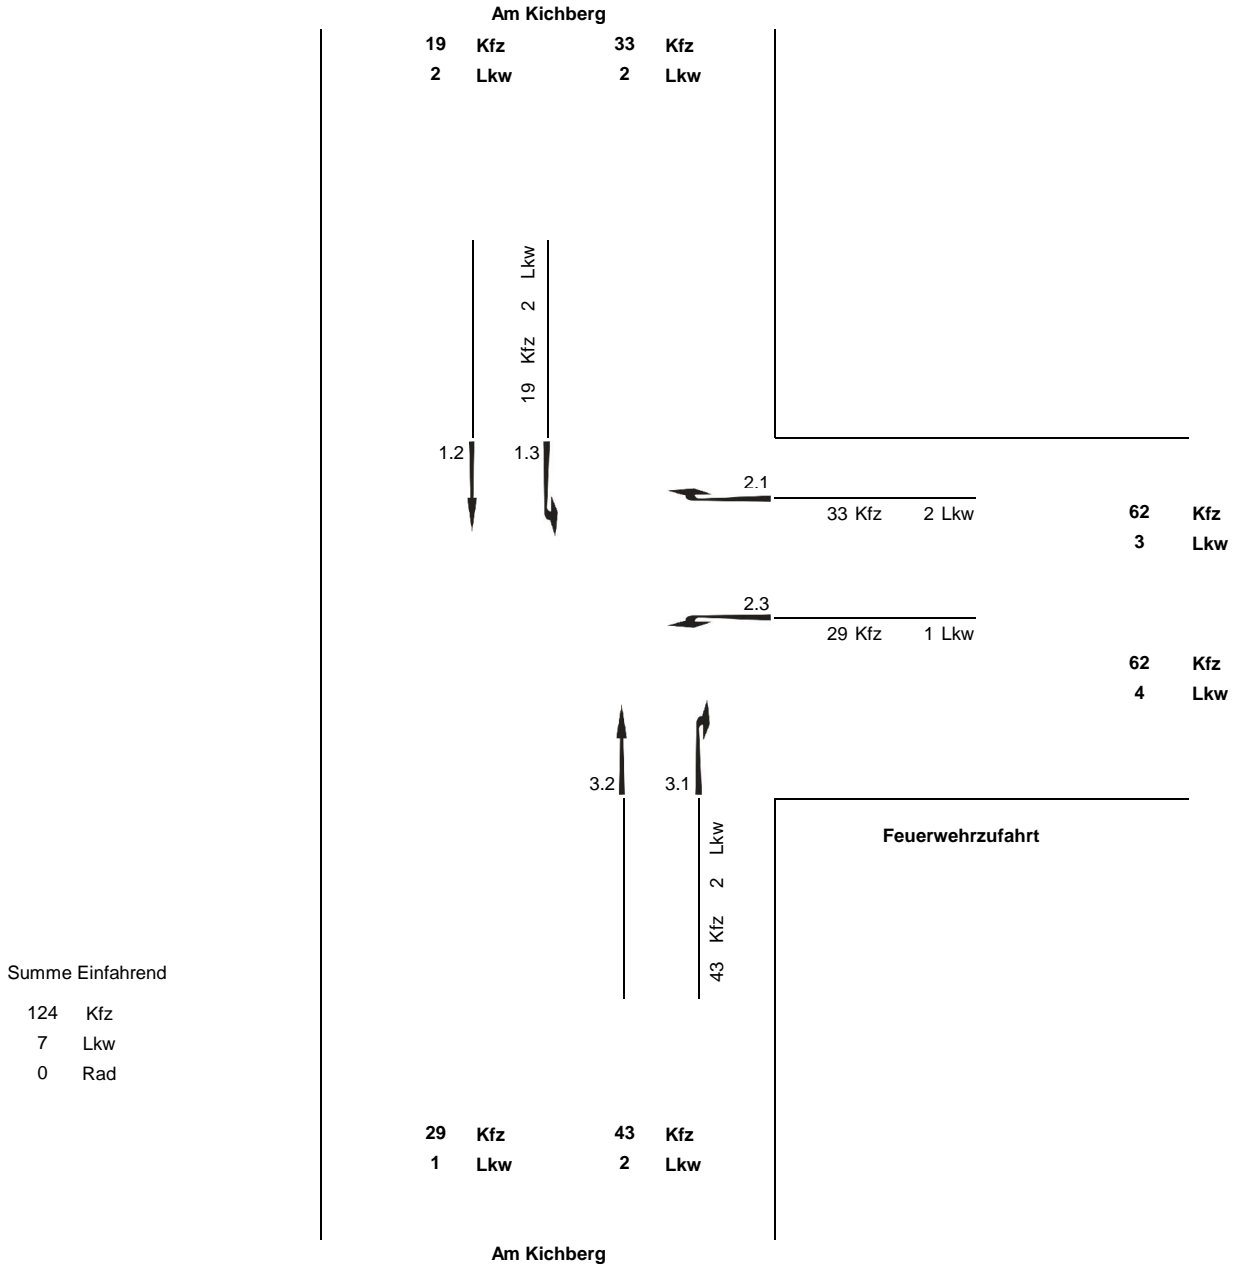 Am Kichberg
19 Kfz 33 Kfz
2 Lkw 2 Lkw
19 Kfz 2 Lkw
1.2 1.3
2.1
33 Kfz 2 Lkw
62 Kfz
3 Lkw
2.3
29 Kfz 1 Lkw
62 Kfz
4 Lkw
3.2 3.1
43 Kfz 2 Lkw
Feuerwehrzufahrt
Summe Einfahrend
124 Kfz
7 Lkw
0 Rad
29 Kfz 43 Kfz
1 Lkw 2 Lkw
Am Kichberg